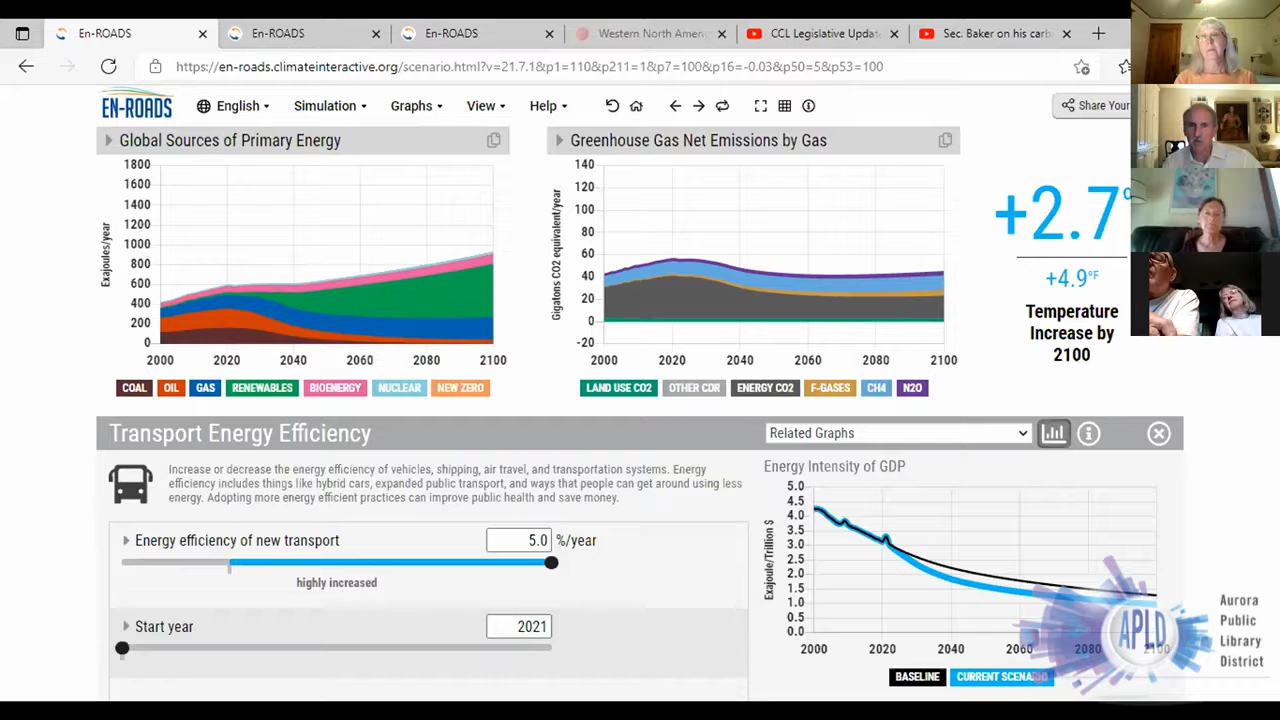 En-ROADS
En-ROADS
En-ROADS
Western North Amer
CCL Legislative Updat
Sec. Baker on his carb
https://en-roads.climateinteractive.org/scenario.html?v=21.7.1&p1=110&p211=1&p7=100&p16=-0.03&p50=5&p53=100
EN-ROADS
English
Simulation
Graphs
View
Help
Share Your
Global Sources of Primary Energy
Exajoules/year
1800
1600
1400
1200
1000
800
600
400
200
0
2000 2020 2040 2060 2080 2100
COAL OIL GAS RENEWABLES BIOENERGY NUCLEAR NEW ZERO
Greenhouse Gas Net Emissions by Gas
Gigatons CO2 equivalent/year
140
120
100
80
60
40
20
0
-20
2000 2020 2040 2060 2080 2100
LAND USE CO2 OTHER CDR ENERGY CO2 F-GASES CH4 N2O
+2.7°
+4.9°F
Temperature
Increase by
2100
Transport Energy Efficiency
Related Graphs
Increase or decrease the energy efficiency of vehicles, shipping, air travel, and transportation systems. Energy
efficiency includes things like hybrid cars, expanded public transport, and ways that people can get around using less
energy. Adopting more energy efficient practices can improve public health and save money.
Energy efficiency of new transport 5.0 %/year
highly increased
Start year 2021
Energy Intensity of GDP
Exajoule/Trillion $
5.0
4.5
4.0
3.5
3.0
2.5
2.0
1.5
1.0
0.5
0.0
2000 2020 2040 2060 2080 2100
BASELINE CURRENT SCENARIO
APLD
Aurora
Public
Library
District